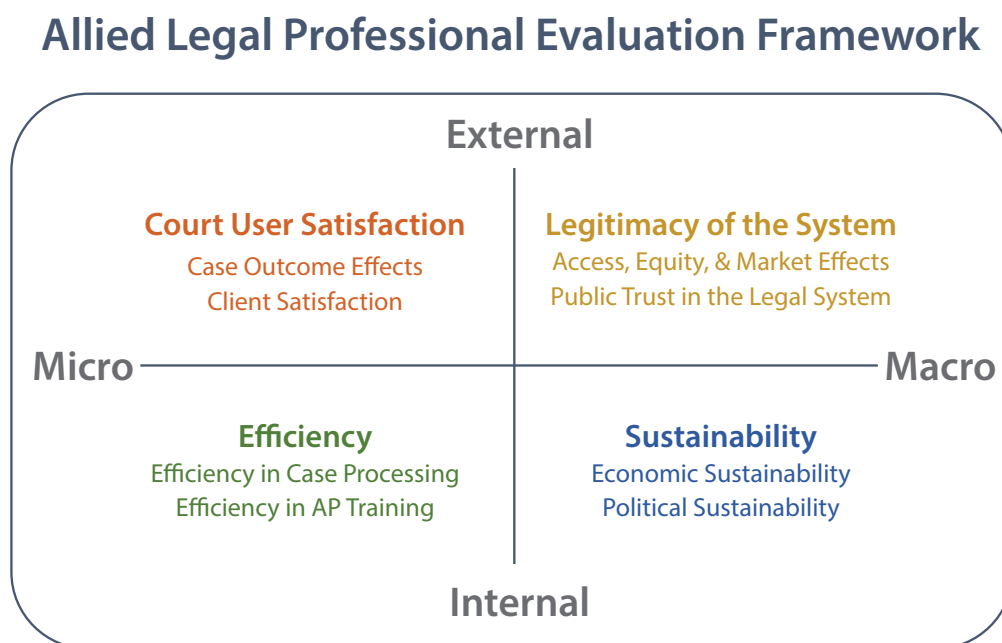 Allied Legal Professional Evaluation Framework
External
Court User Satisfaction
Case Outcome Effects
Client Satisfaction
Legitimacy of the System
Access, Equity, & Market Effects
Public Trust in the Legal System
Micro
Macro
Efficiency
Efficiency in Case Processing
Efficiency in AP Training
Sustainability
Economic Sustainability
Political Sustainability
Internal